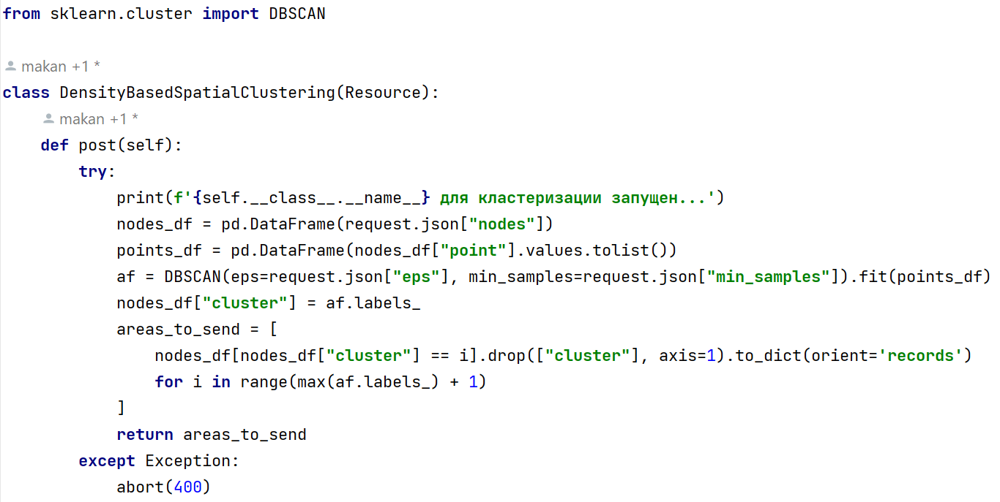 from sklearn.cluster import DBSCAN
makan +1 *
class DensityBasedSpatialClustering(Resource):
makan +1 *
def post(self):
try:
print(f'{self.__class__.__name__} для кластеризации запущен...')
nodes_df = pd.DataFrame(request.json["nodes"])
points_df = pd.DataFrame(nodes_df["point"].values.tolist())
af = DBSCAN(eps=request.json["eps"], min_samples=request.json["min_samples"]).fit(points_df)
nodes_df["cluster"] = af.labels_
areas_to_send = [
nodes_df[nodes_df["cluster"] == i].drop(["cluster"], axis=1).to_dict(orient='records')
for i in range(max(af.labels_) + 1)
]
return areas_to_send
except Exception:
abort(400)